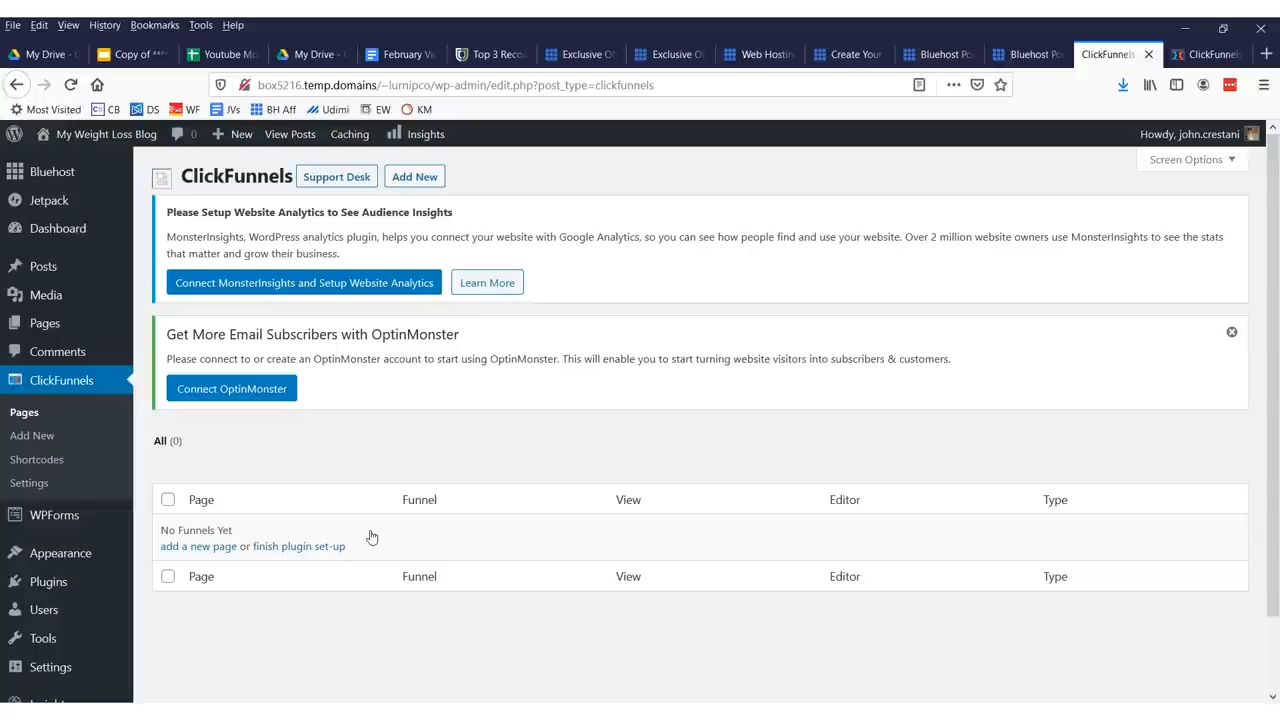 File Edit View History Bookmarks Tools Help
My Drive - Copy of *** Youtube Mo My Drive - February Vi Top 3 Reco Exclusive Of Exclusive O Web Hostin Create Your Bluehost Po Bluehost Po ClickFunnels ClickFunnels
box5216.temp.domains/~lumipco/wp-admin/edit.php?post_type=clickfunnels
Most Visited CB DS WF JVs BH Aff Udimi EW KM
My Weight Loss Blog 0 New View Posts Caching Insights Howdy, john.crestani
Screen Options
Bluehost
Jetpack
Dashboard
Posts
Media
Pages
Comments
ClickFunnels
Pages
Add New
Shortcodes
Settings
WPForms
Appearance
Plugins
Users
Tools
Settings
ClickFunnels Support Desk Add New
Please Setup Website Analytics to See Audience Insights
MonsterInsights, WordPress analytics plugin, helps you connect your website with Google Analytics, so you can see how people find and use your website. Over 2 million website owners use MonsterInsights to see the stats
that matter and grow their business.
Connect MonsterInsights and Setup Website Analytics Learn More
Get More Email Subscribers with OptinMonster
Please connect to or create an OptinMonster account to start using OptinMonster. This will enable you to start turning website visitors into subscribers & customers.
Connect OptinMonster
All (0)
Page Funnel View Editor Type
No Funnels Yet
add a new page or finish plugin set-up
Page Funnel View Editor Type